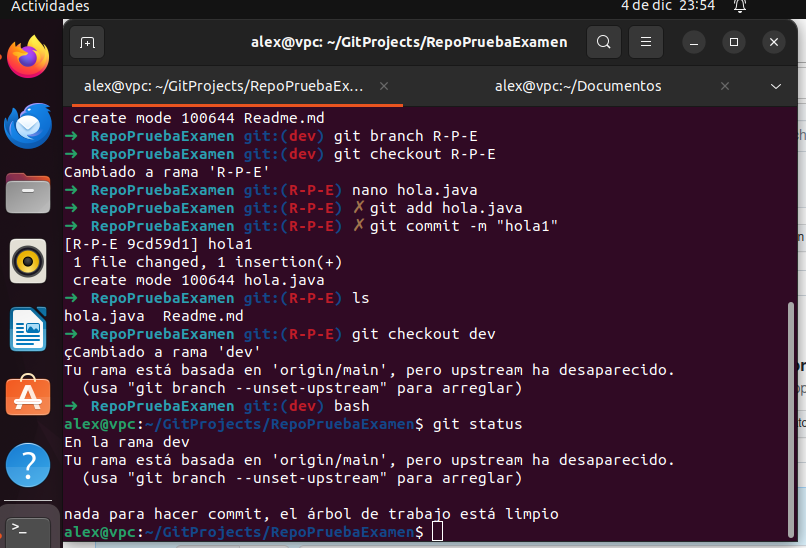 Actividades
4 de dic 23:54
alex@vpc: ~/GitProjects/RepoPruebaExamen
alex@vpc: ~/GitProjects/RepoPruebaEx…
alex@vpc:~/Documentos
create mode 100644 Readme.md
➜ RepoPruebaExamen git:(dev) git branch R-P-E
➜ RepoPruebaExamen git:(dev) git checkout R-P-E
Cambiado a rama 'R-P-E'
➜ RepoPruebaExamen git:(R-P-E) nano hola.java
➜ RepoPruebaExamen git:(R-P-E) ✗ git add hola.java
➜ RepoPruebaExamen git:(R-P-E) ✗ git commit -m "hola1"
[R-P-E 9cd59d1] hola1
1 file changed, 1 insertion(+)
create mode 100644 hola.java
➜ RepoPruebaExamen git:(R-P-E) ls
hola.java Readme.md
➜ RepoPruebaExamen git:(R-P-E) git checkout dev
çCambiado a rama 'dev'
Tu rama está basada en 'origin/main', pero upstream ha desaparecido.
(usa "git branch --unset-upstream" para arreglar)
➜ RepoPruebaExamen git:(dev) bash
alex@vpc:~/GitProjects/RepoPruebaExamen$ git status
En la rama dev
Tu rama está basada en 'origin/main', pero upstream ha desaparecido.
(usa "git branch --unset-upstream" para arreglar)
nada para hacer commit, el árbol de trabajo está limpio
alex@vpc:~/GitProjects/RepoPruebaExamen$